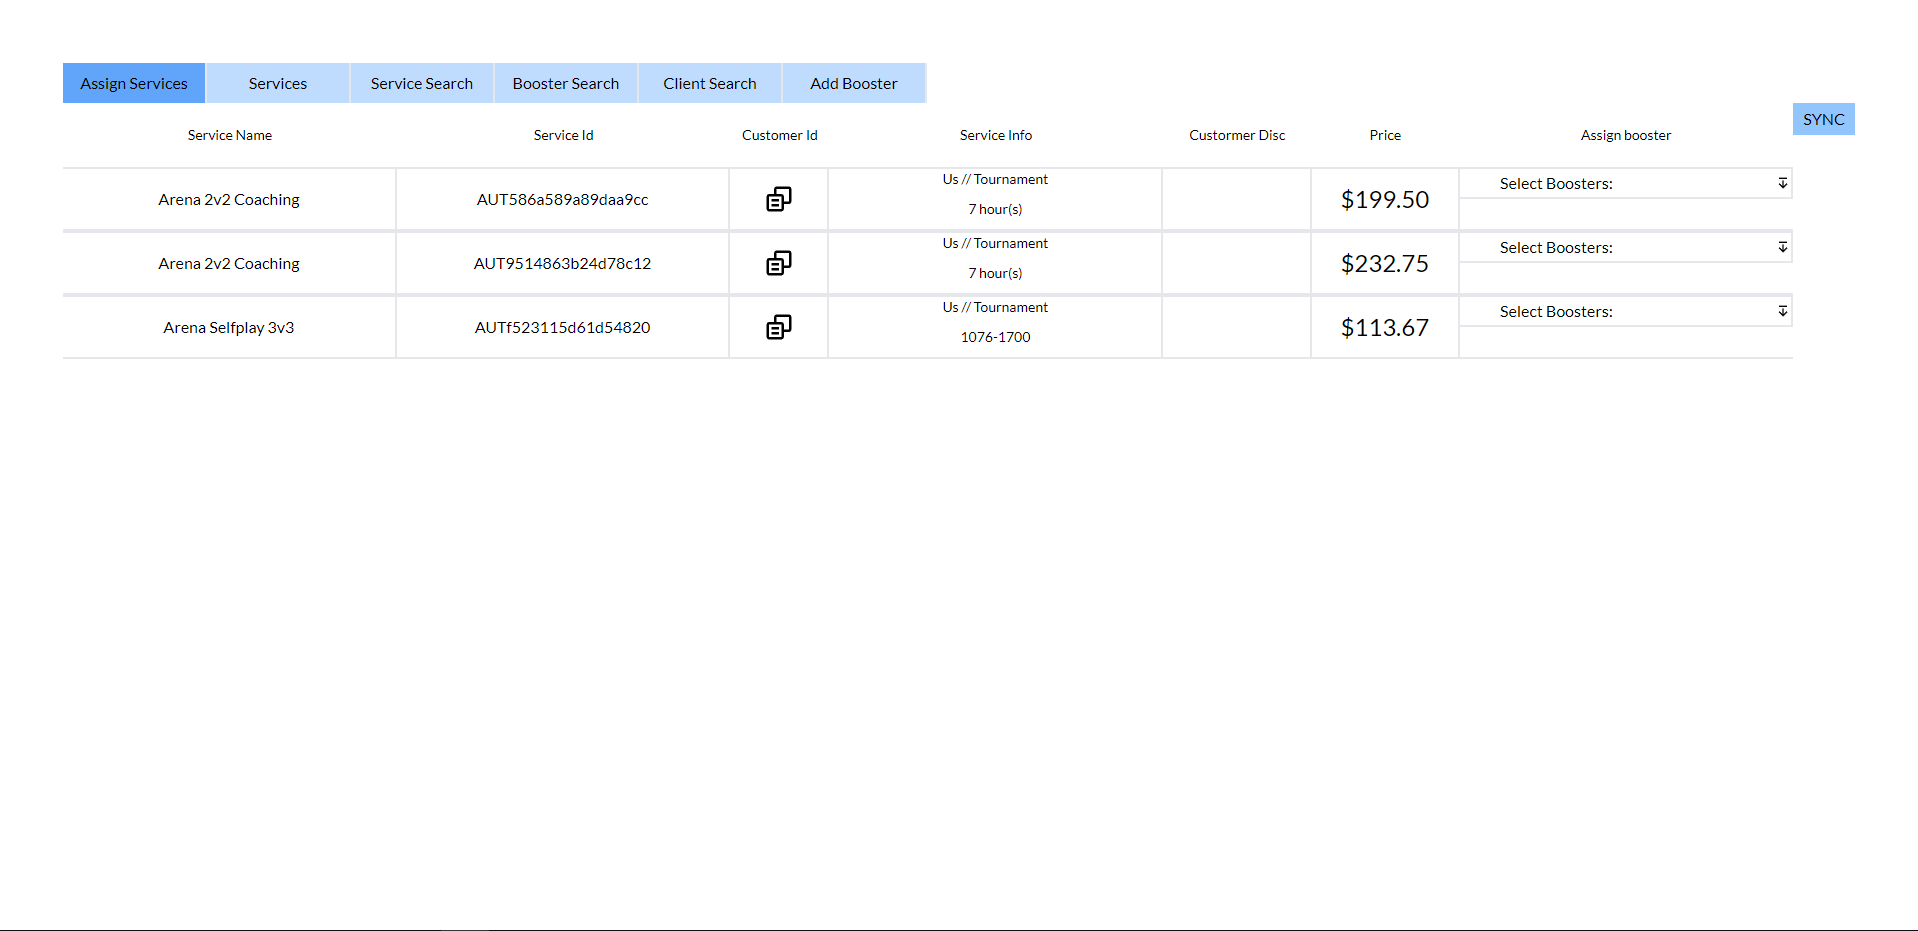 Assign Services Services Service Search Booster Search Client Search Add Booster
SYNC
Service Name Service Id Customer Id Service Info Custormer Disc Price Assign booster
Arena 2v2 Coaching AUT586a589a89daa9cc Us // Tournament $199.50 Select Boosters:
7 hour(s)
Arena 2v2 Coaching AUT9514863b24d78c12 Us // Tournament $232.75 Select Boosters:
7 hour(s)
Arena Selfplay 3v3 AUTf523115d61d54820 Us // Tournament $113.67 Select Boosters:
1076-1700